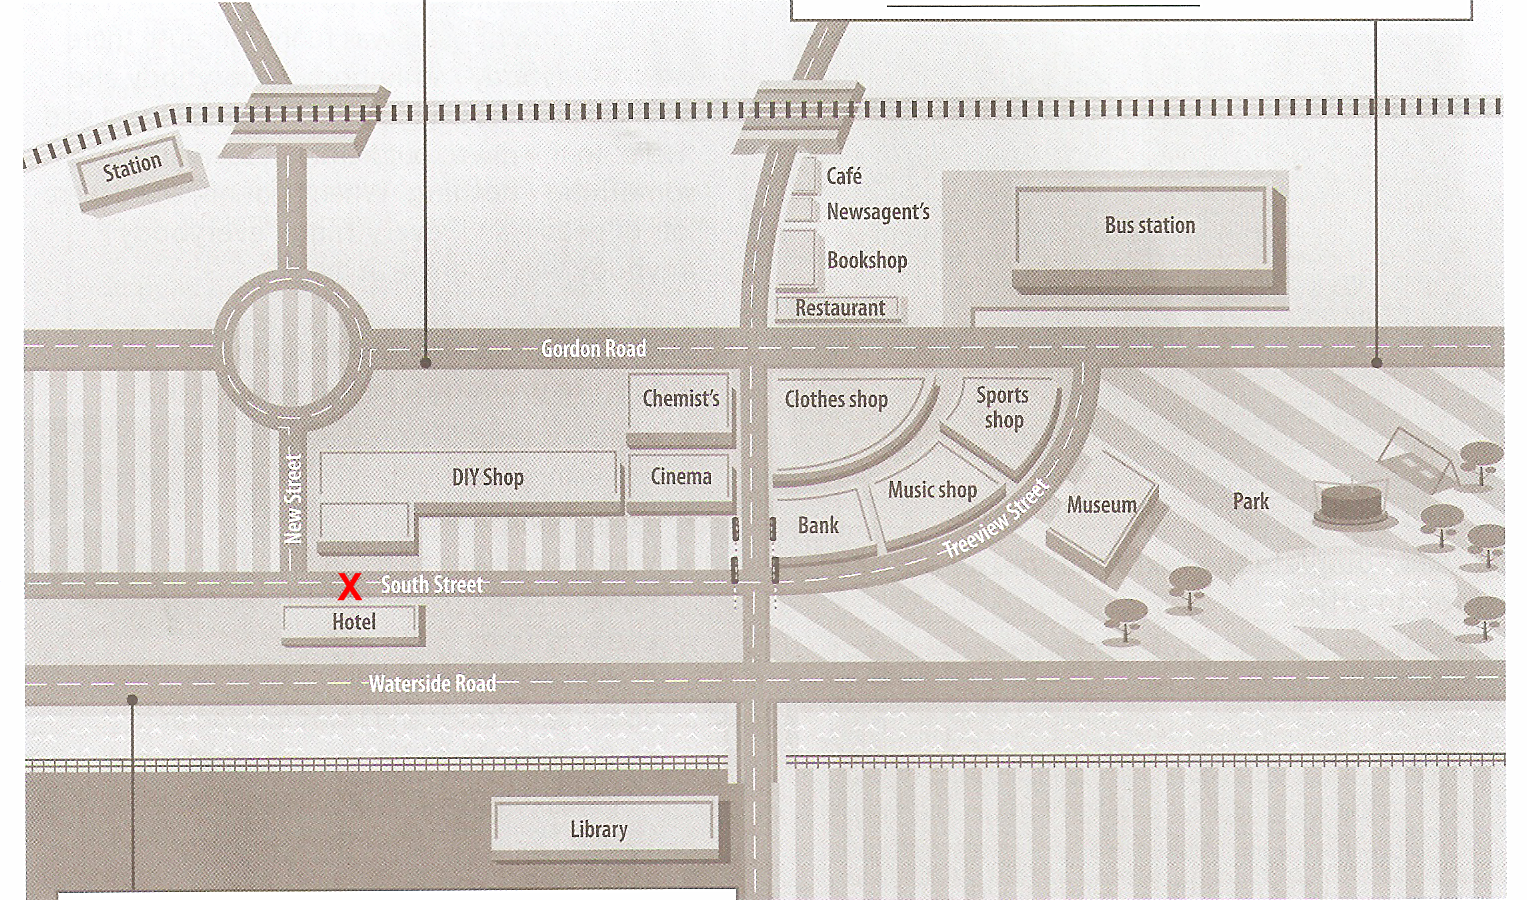 Station
Café
Newsagent's
Bus station
Bookshop
Restaurant
Gordon Road
Chemist's
Clothes shop
Sports
shop
DIY Shop
Cinema
Music shop
Museum
Park
New Street
Bank
Treeview Street
X
South Street
Hotel
Waterside Road
Library